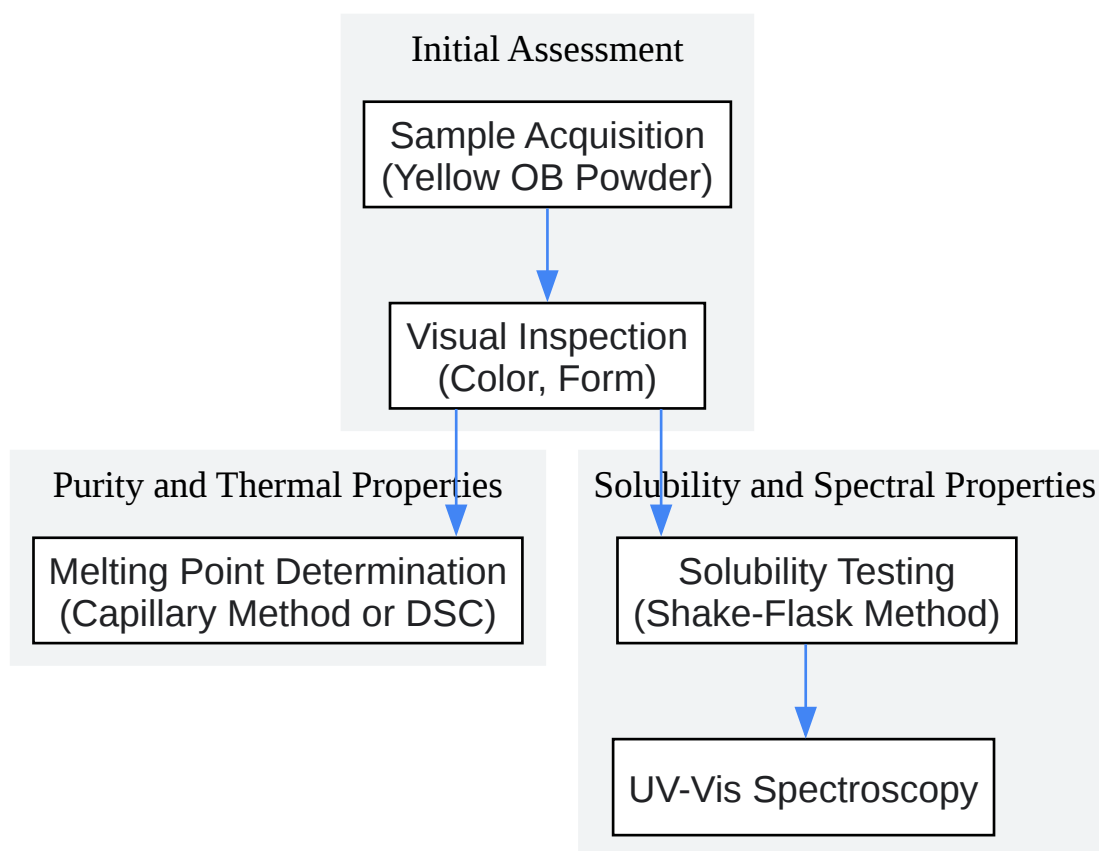 Initial Assessment
Sample Acquisition
(Yellow OB Powder)
Visual Inspection
(Color, Form)
Purity and Thermal Properties
Melting Point Determination
(Capillary Method or DSC)
Solubility and Spectral Properties
Solubility Testing
(Shake-Flask Method)
UV-Vis Spectroscopy